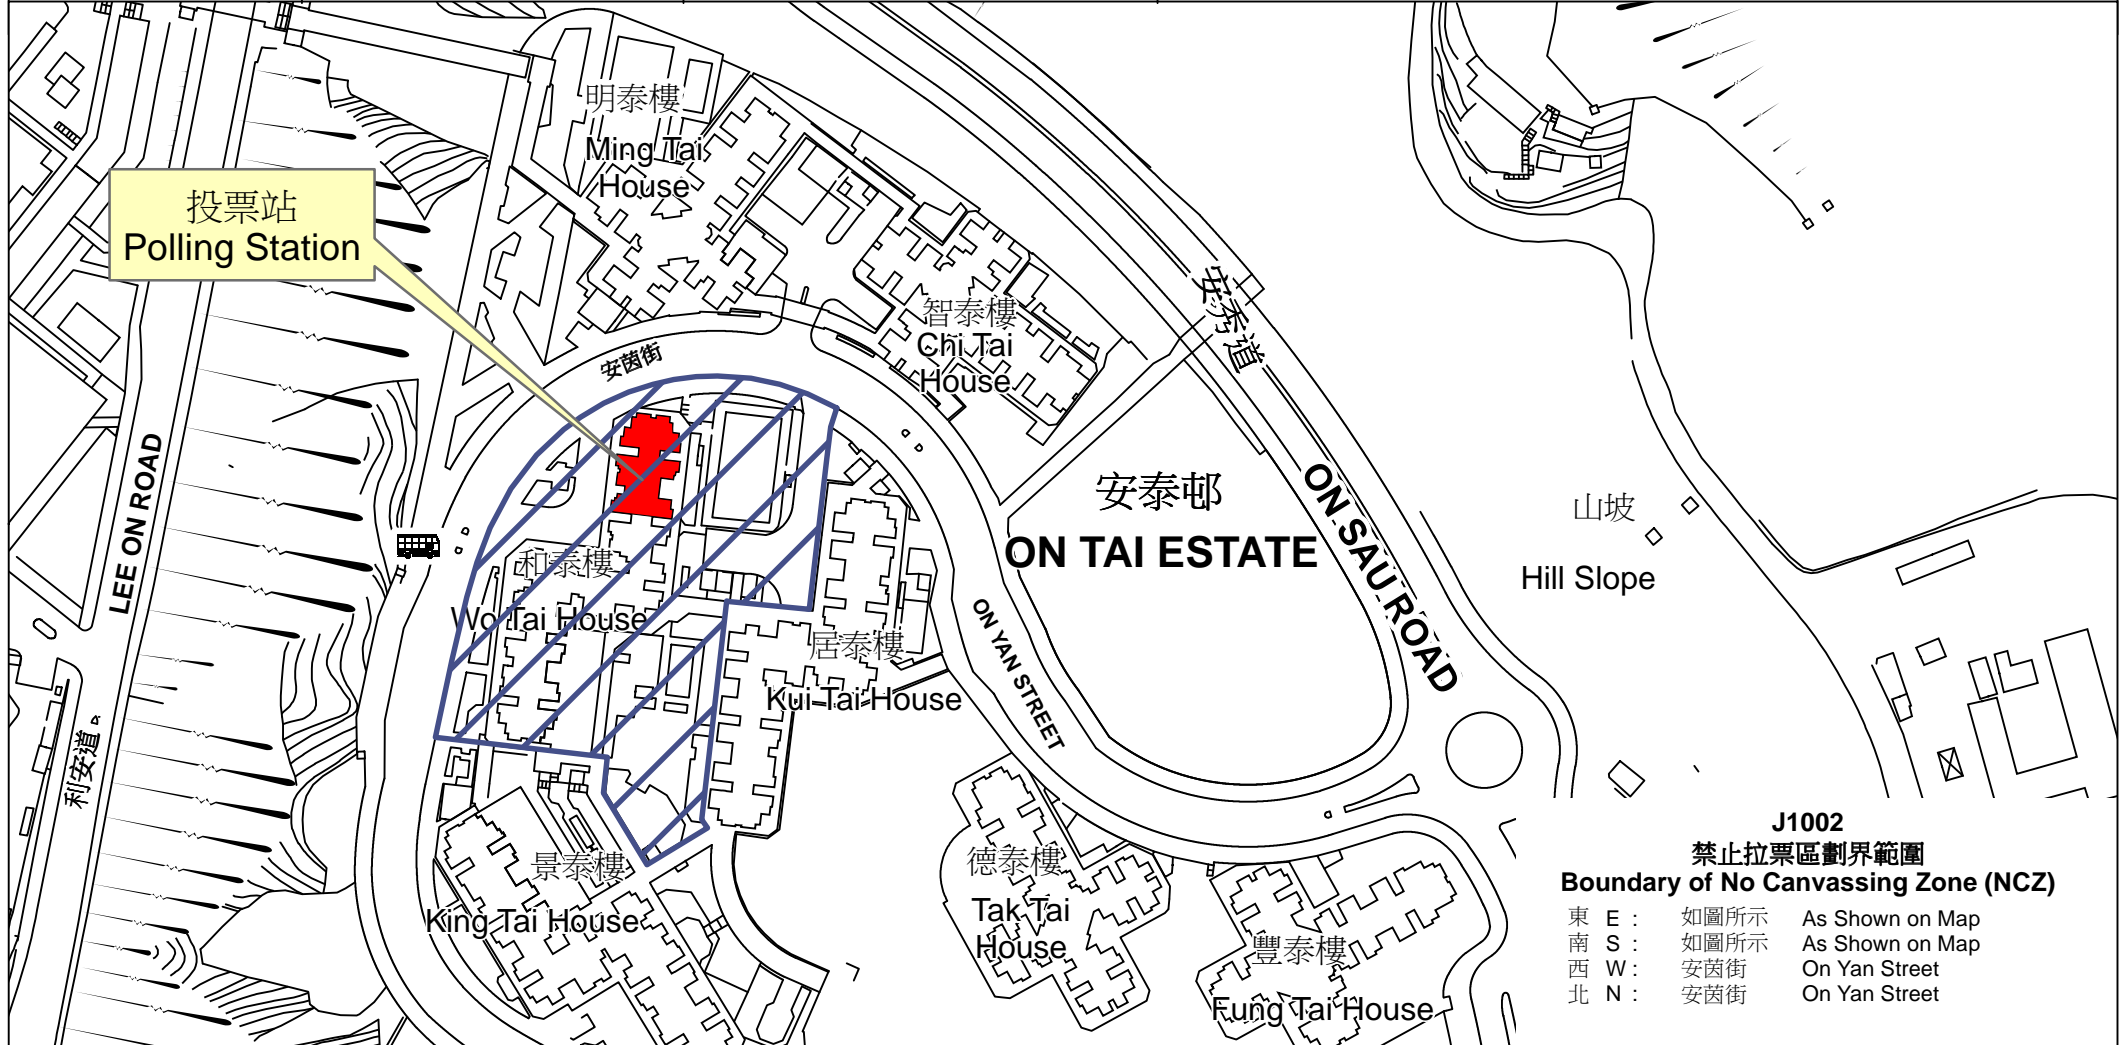 明泰樓
Ming Tai
House
投票站
Polling Station
安秀道
智泰樓
Chi Tai
House
安茵街
LEE ON ROAD
安泰邨
ON TAI ESTATE
ON SAU ROAD
山坡
Hill Slope
和泰樓
Wo Tai House
居泰樓
Kui Tai House
ON YAN STREET
利安道
景泰樓
King Tai House
德泰樓
Tak Tai
House
豐泰樓
Fung Tai House
J1002
禁止拉票區劃界範圍
Boundary of No Canvassing Zone (NCZ)
東 E : 如圖所示 As Shown on Map
南 S : 如圖所示 As Shown on Map
西 W : 安茵街 On Yan Street
北 N : 安茵街 On Yan Street